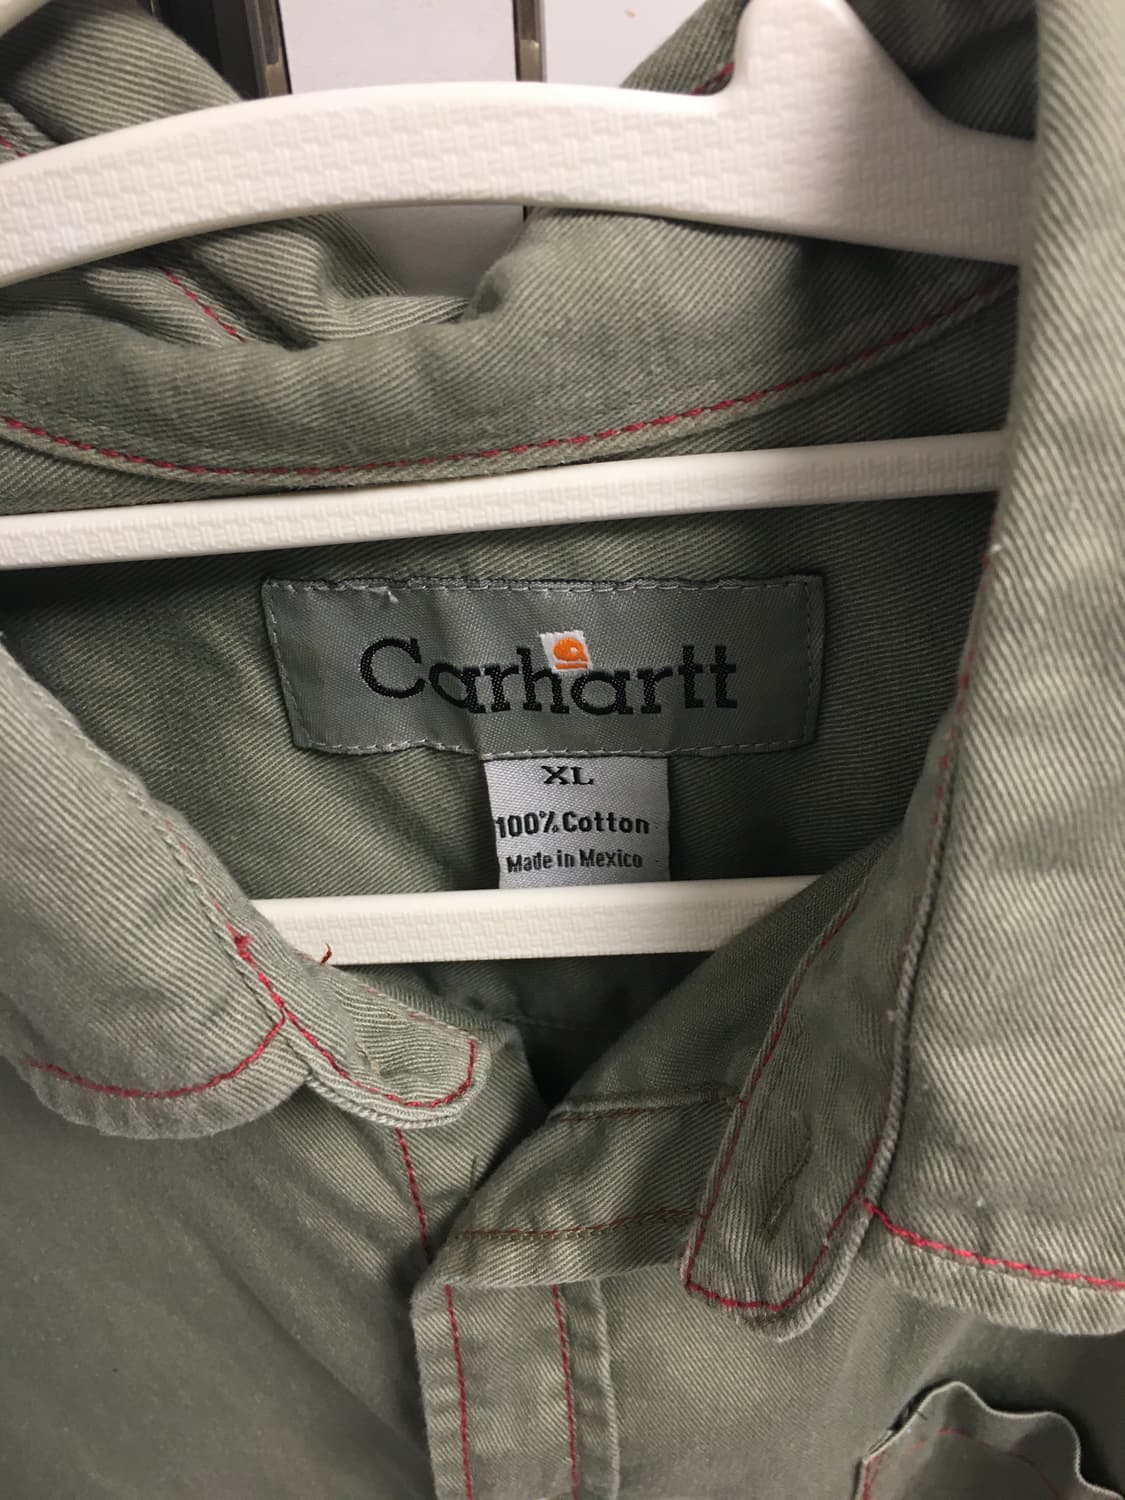 Carhartt
XL
100% Cotton
Made in Mexico